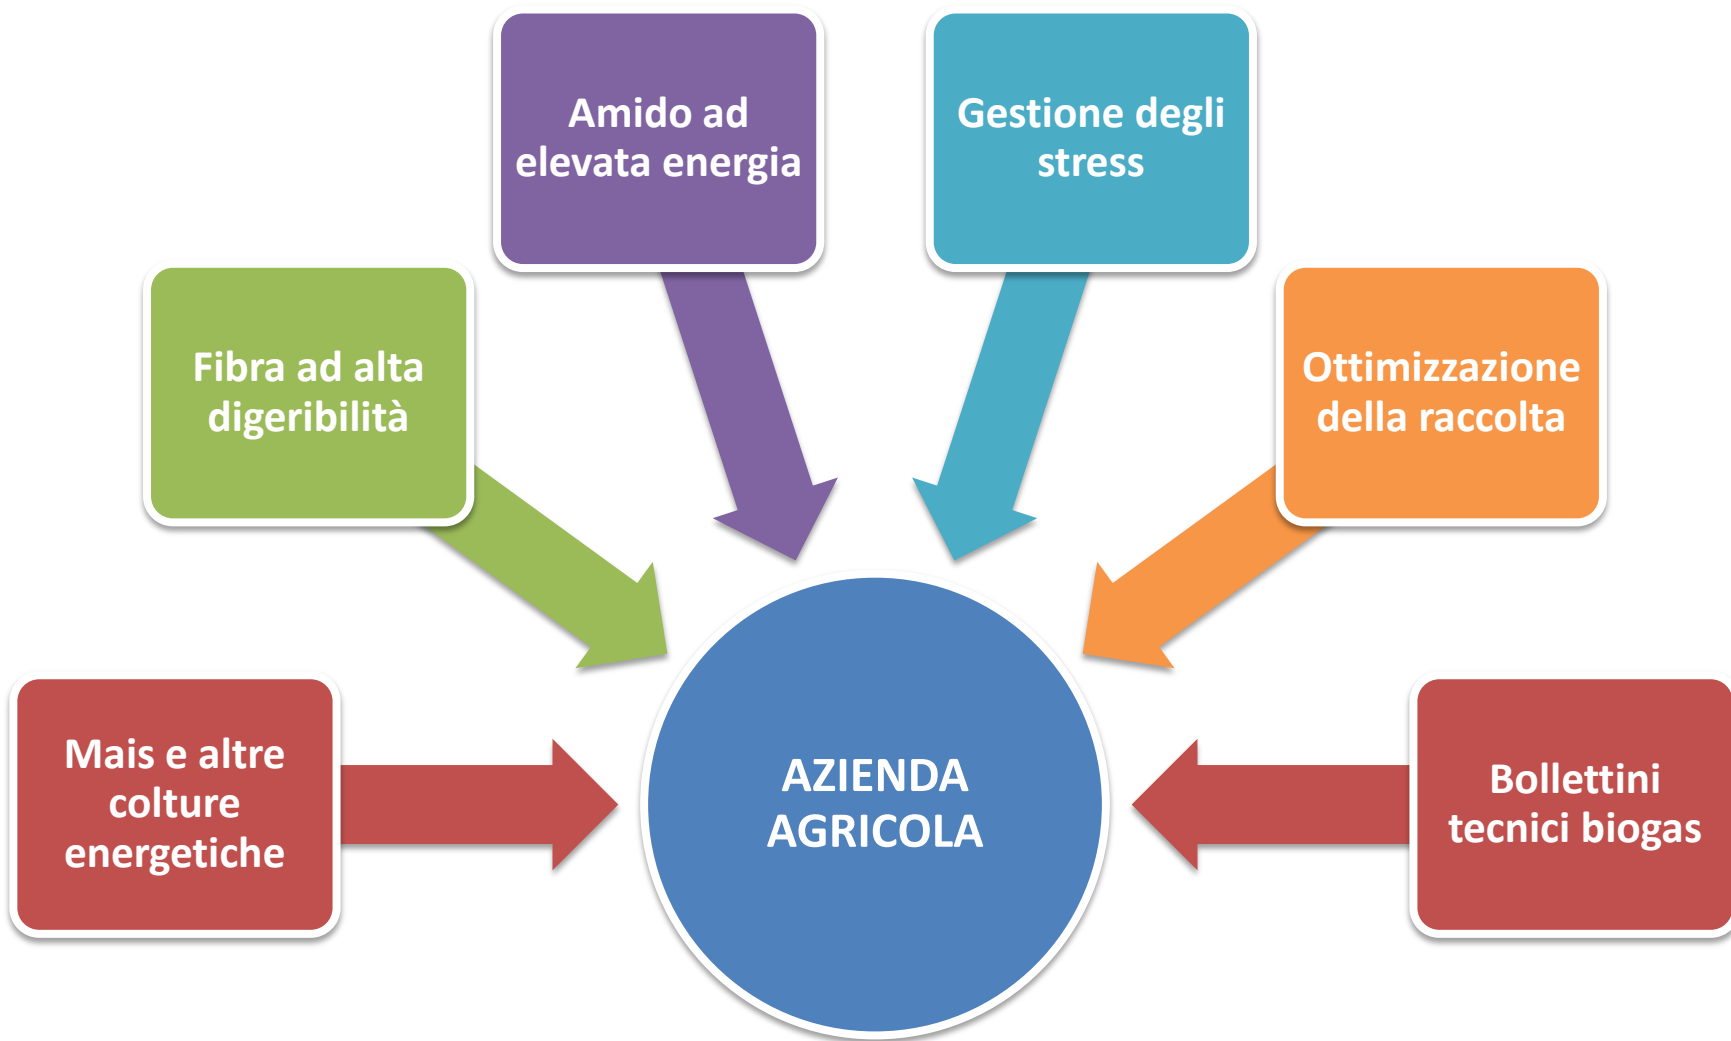 Amido ad
elevata energia
Gestione degli
stress
Fibra ad alta
digeribilità
Ottimizzazione
della raccolta
Mais e altre
colture
energetiche
AZIENDA
AGRICOLA
Bollettini
tecnici biogas